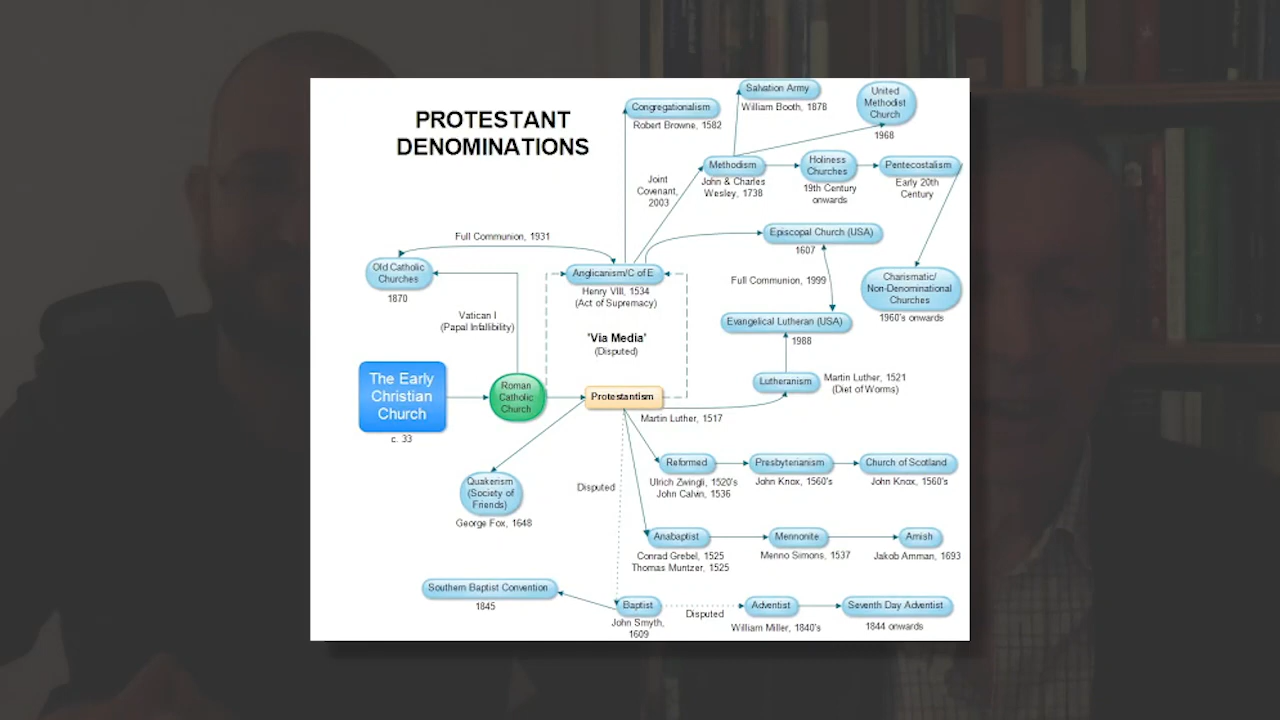 PROTESTANT
DENOMINATIONS
Salvation Army
William Booth, 1878
United
Methodist
Church
1968
Congregationalism
Robert Browne, 1582
Methodism
John & Charles
Wesley, 1738
Holiness
Churches
19th Century
onwards
Pentecostalism
Early 20th
Century
Joint
Covenant,
2003
Full Communion, 1931
Episcopal Church (USA)
1607
Old Catholic
Churches
1870
Anglicanism/C of E
Henry VIII, 1534
(Act of Supremacy)
Full Communion, 1999
Charismatic/
Non-Denominational
Churches
1960's onwards
Vatican I
(Papal Infallibility)
'Via Media'
(Disputed)
Evangelical Lutheran (USA)
1988
The Early
Christian
Church
c. 33
Roman
Catholic
Church
Protestantism
Martin Luther, 1517
Lutheranism
Martin Luther, 1521
(Diet of Worms)
Quakerism
(Society of
Friends)
George Fox, 1648
Disputed
Reformed
Ulrich Zwingli, 1520's
John Calvin, 1536
Presbyterianism
John Knox, 1560's
Church of Scotland
John Knox, 1560's
Anabaptist
Conrad Grebel, 1525
Thomas Muntzer, 1525
Mennonite
Menno Simons, 1537
Amish
Jakob Amman, 1693
Southern Baptist Convention
1845
Baptist
John Smyth,
1609
Disputed
Adventist
William Miller, 1840's
Seventh Day Adventist
1844 onwards